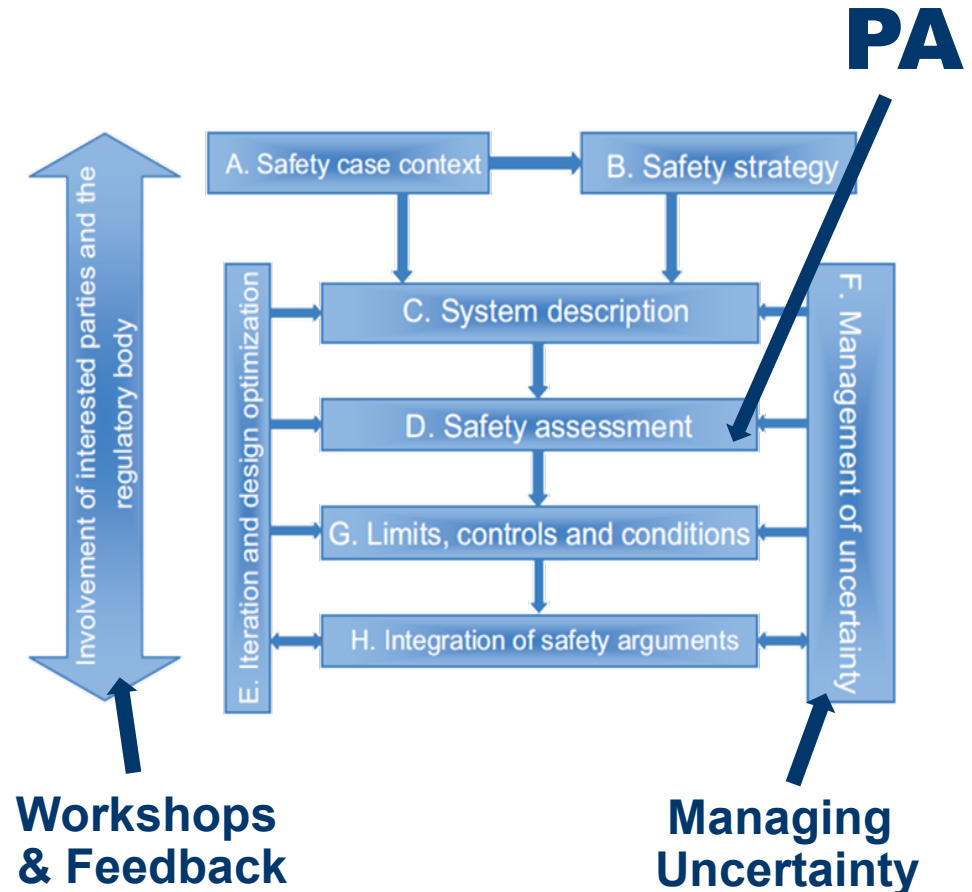 PA
A. Safety case context
B. Safety strategy
Involvement of interested parties and the
regulatory body
E. Iteration and design optimization
C. System description
D. Safety assessment
G. Limits, controls and conditions
H. Integration of safety arguments
F. Management of uncertainty
Workshops
& Feedback
Managing
Uncertainty